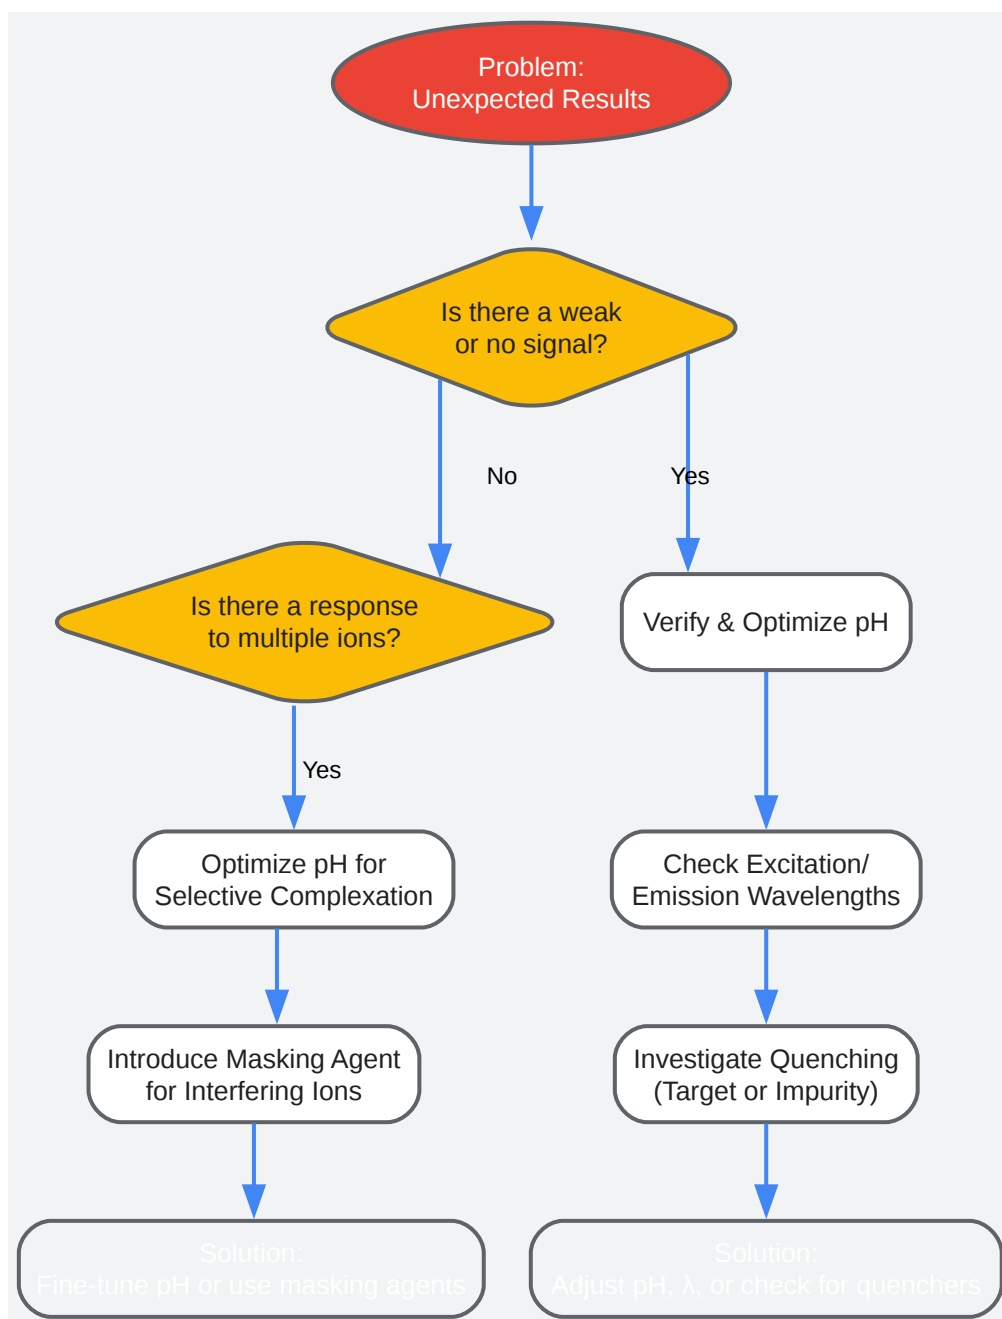 Problem:
Unexpected Results
Is there a weak
or no signal?
No
Yes
Is there a response
to multiple ions?
Verify & Optimize pH
Yes
Optimize pH for
Selective Complexation
Check Excitation/
Emission Wavelengths
Introduce Masking Agent
for Interfering Ions
Investigate Quenching
(Target or Impurity)
Solution:
Fine-tune pH or use masking agents
Solution:
Adjust pH, λ, or check for quenchers